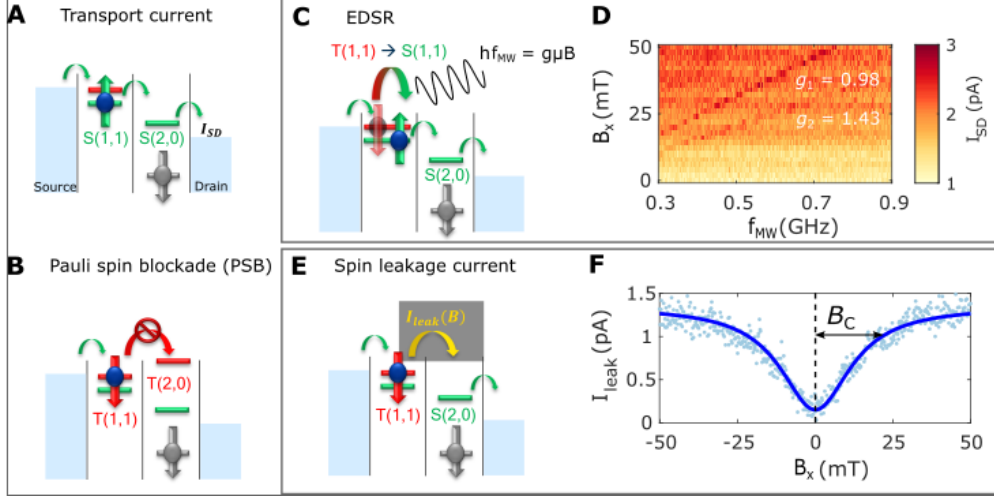 A
Transport current
S(1,1)
S(2,0)
I_SD
Source
Drain
B
Pauli spin blockade (PSB)
T(2,0)
T(1,1)
C
EDSR
T(1,1) → S(1,1)
hf_MW = gμB
S(2,0)
D
50
25
0
B_x(mT)
g_1 = 0.98
g_2 = 1.43
0.3 0.5 0.7 0.9
f_MW(GHz)
3
2
1
I_SD (pA)
E
Spin leakage current
I_leak(B)
T(1,1)
S(2,0)
F
1.5
1
0.5
0
I_leak (pA)
B_C
-50 -25 0 25 50
B_x (mT)